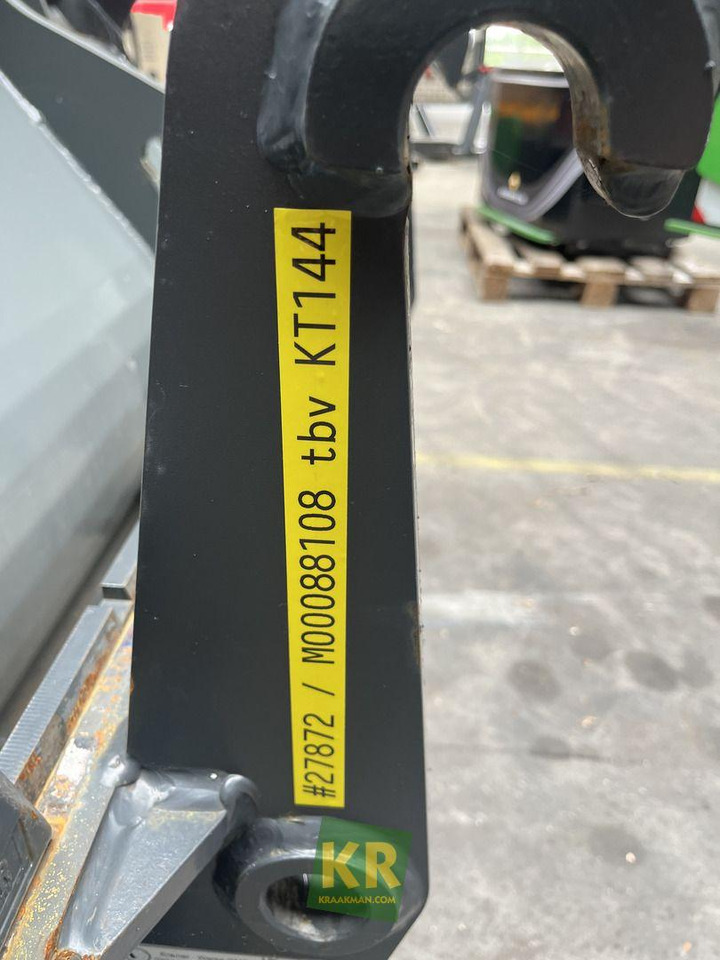 #27872 / M00088108 tbv KT144
KR
KRAAKMAN.COM